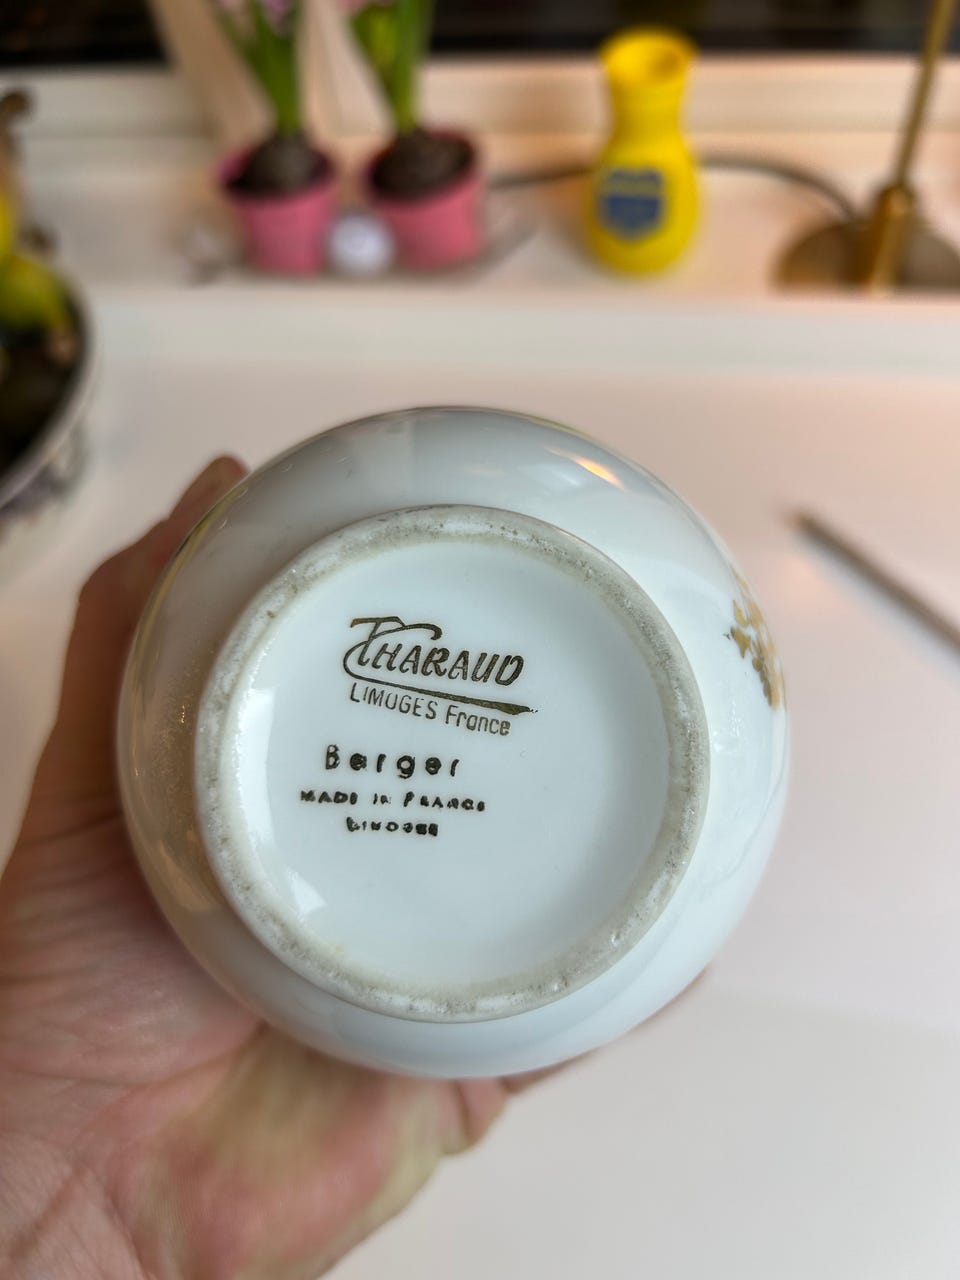 THARAUD
LIMOGES France
Berger
MADE IN FRANCE
LIMOGES